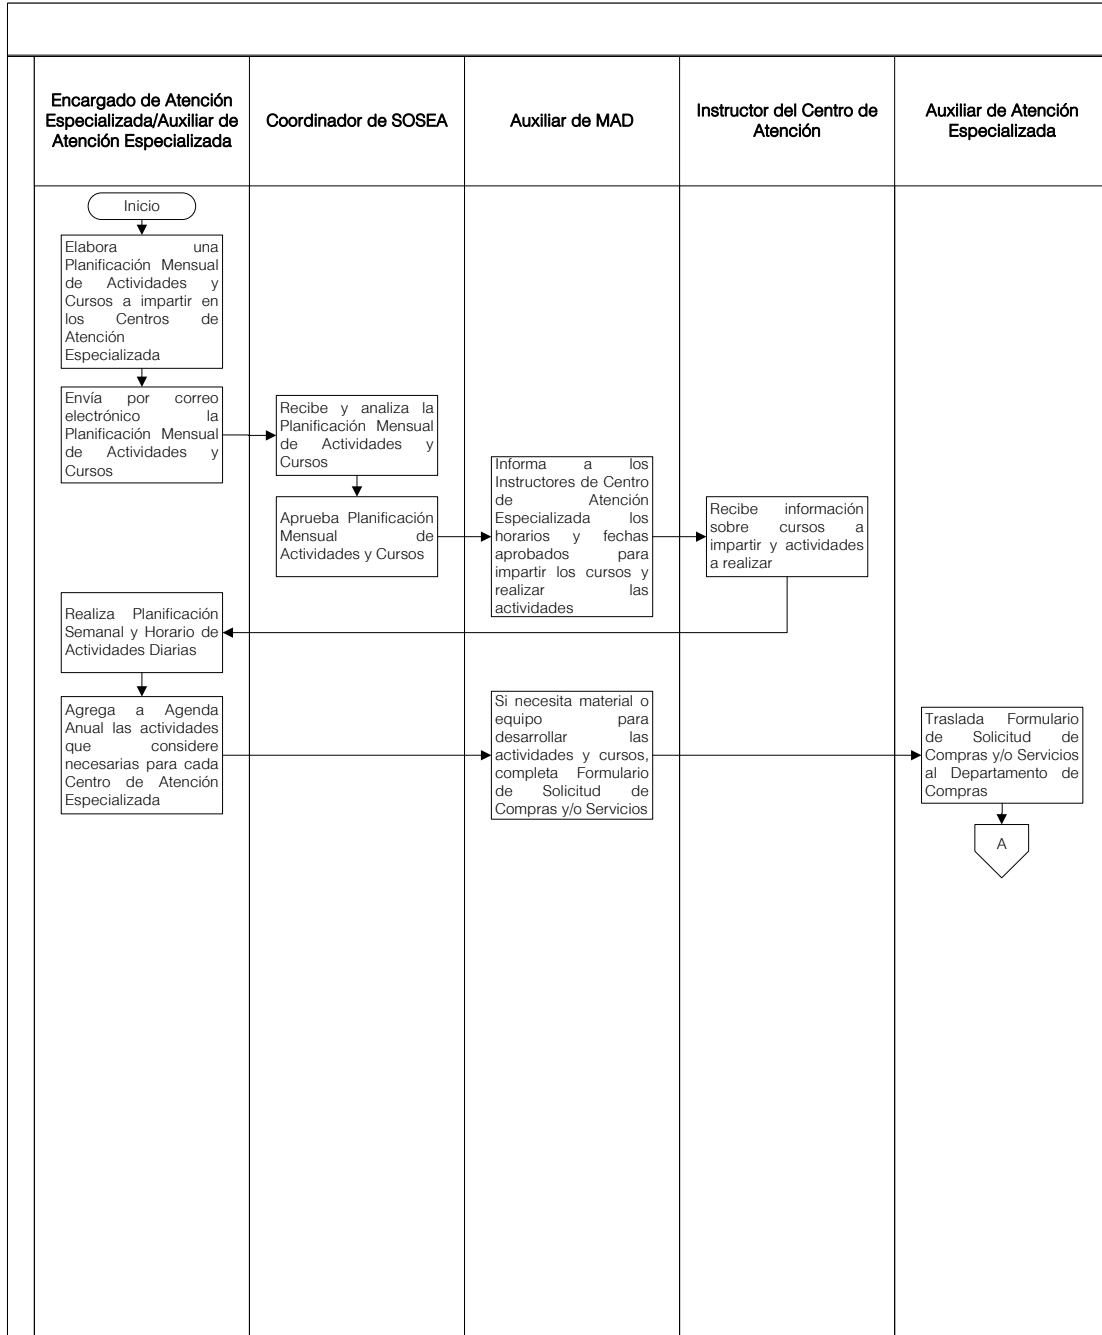 Encargado de Atención
Especializada/Auxiliar de
Atención Especializada
Coordinador de SOSEA
Auxiliar de MAD
Instructor del Centro de
Atención
Auxiliar de Atención
Especializada
Inicio
Elabora una
Planificación Mensual
de Actividades y
Cursos a impartir en
los Centros de
Atención
Especializada
Envía por correo
electrónico la
Planificación Mensual
de Actividades y
Cursos
Recibe y analiza la
Planificación Mensual
de Actividades y
Cursos
Aprueba Planificación
Mensual de
Actividades y Cursos
Informa a los
Instructores de Centro
de Atención
Especializada los
horarios y fechas
aprobados para
impartir los cursos y
realizar las
actividades
Recibe información
sobre cursos a
impartir y actividades
a realizar
Realiza Planificación
Semanal y Horario de
Actividades Diarias
Agrega a Agenda
Anual las actividades
que considere
necesarias para cada
Centro de Atención
Especializada
Si necesita material o
equipo para
desarrollar las
actividades y cursos,
completa Formulario
de Solicitud de
Compras y/o Servicios
Traslada Formulario
de Solicitud de
Compras y/o Servicios
al Departamento de
Compras
A